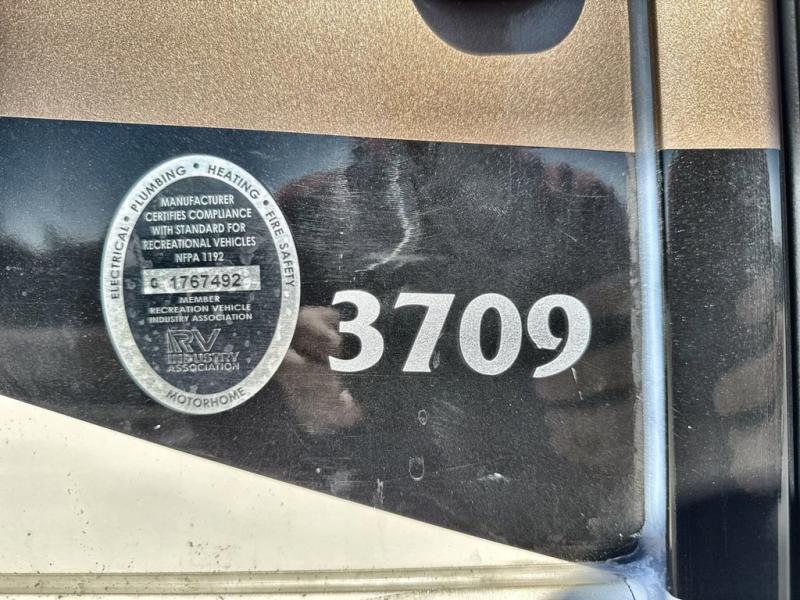 ELECTRICAL • PLUMBING • HEATING • FIRE SAFETY
MANUFACTURER
CERTIFIES COMPLIANCE
WITH STANDARD FOR
RECREATIONAL VEHICLES
NFPA 1192
C 1767492
MEMBER
RECREATION VEHICLE
INDUSTRY ASSOCIATION
RV
INDUSTRY
ASSOCIATION
MOTORHOME
3709